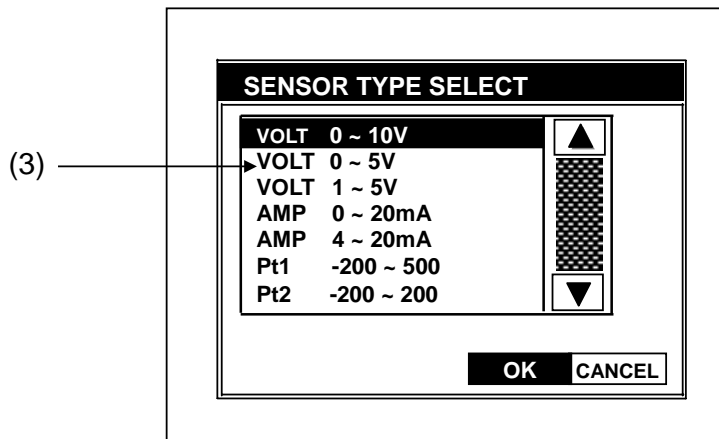 SENSOR TYPE SELECT
VOLT 0 ~ 10V
(3) VOLT 0 ~ 5V
VOLT 1 ~ 5V
AMP 0 ~ 20mA
AMP 4 ~ 20mA
Pt1 -200 ~ 500
Pt2 -200 ~ 200
OK CANCEL